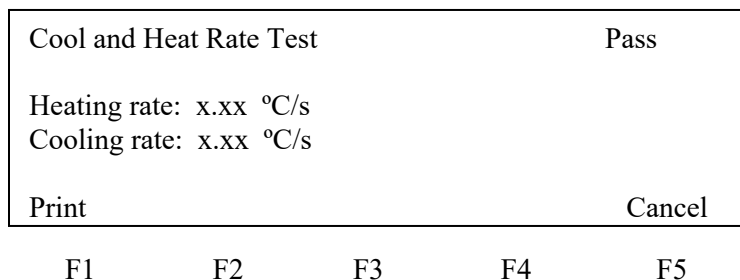 Cool and Heat Rate Test Pass
Heating rate: x.xx ºC/s
Cooling rate: x.xx ºC/s
Print Cancel
F1 F2 F3 F4 F5